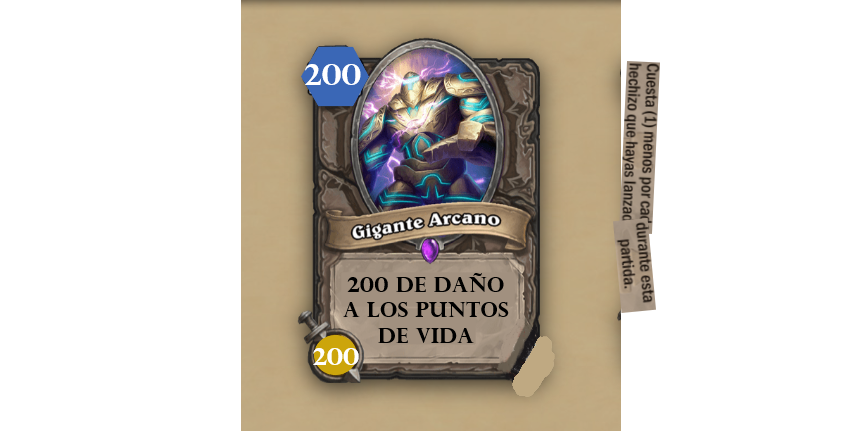 200
Gigante Arcano
200 DE DAÑO
A LOS PUNTOS
DE VIDA
200
Cuesta (1) menos por cad
hechizo que hayas lanzad
durante esta
partida.